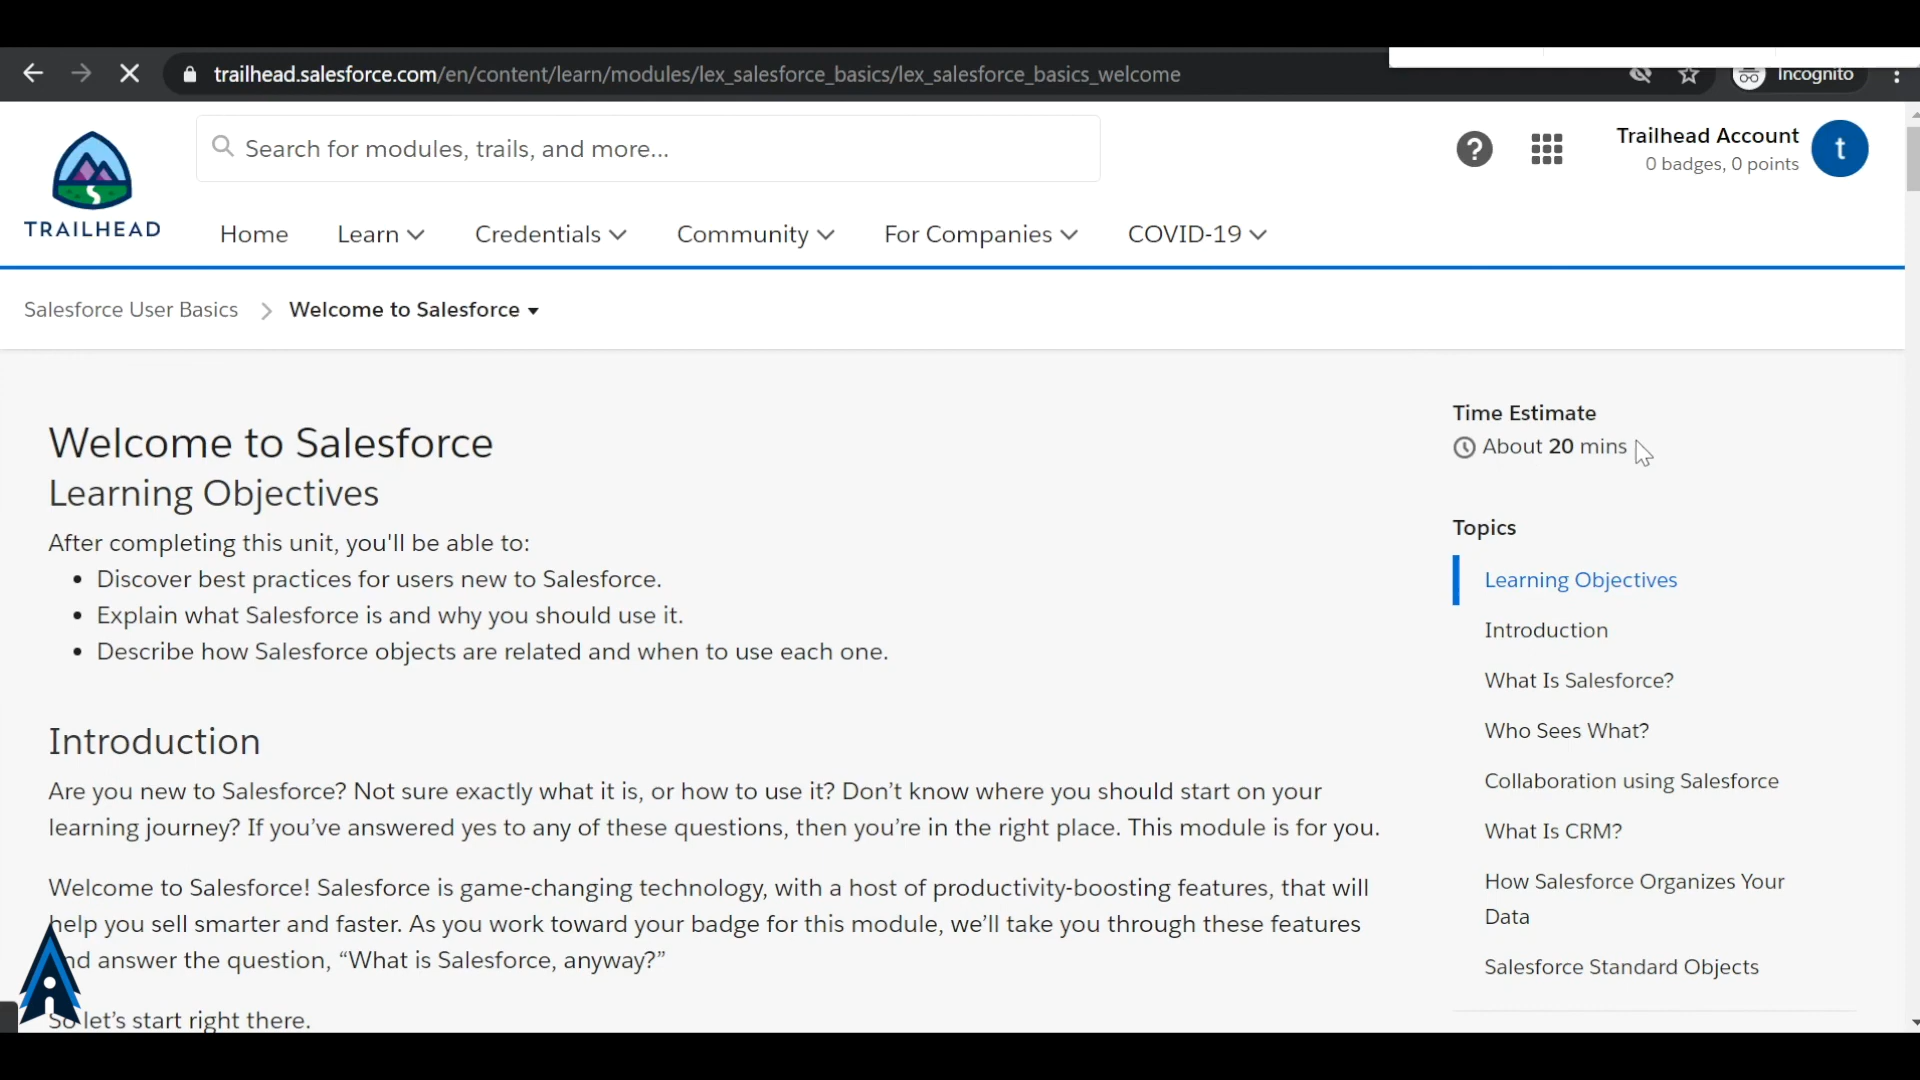 trailhead.salesforce.com/en/content/learn/modules/lex_salesforce_basics/lex_salesforce_basics_welcome
Incognito
TRAILHEAD
Search for modules, trails, and more...
Trailhead Account
0 badges, 0 points
t
Home
Learn
Credentials
Community
For Companies
COVID-19
Salesforce User Basics
Welcome to Salesforce
Welcome to Salesforce
Learning Objectives
After completing this unit, you'll be able to:
• Discover best practices for users new to Salesforce.
• Explain what Salesforce is and why you should use it.
• Describe how Salesforce objects are related and when to use each one.
Introduction
Are you new to Salesforce? Not sure exactly what it is, or how to use it? Don’t know where you should start on your
learning journey? If you’ve answered yes to any of these questions, then you’re in the right place. This module is for you.
Welcome to Salesforce! Salesforce is game-changing technology, with a host of productivity-boosting features, that will
help you sell smarter and faster. As you work toward your badge for this module, we’ll take you through these features
and answer the question, “What is Salesforce, anyway?”
So let’s start right there.
Time Estimate
About 20 mins
Topics
Learning Objectives
Introduction
What Is Salesforce?
Who Sees What?
Collaboration using Salesforce
What Is CRM?
How Salesforce Organizes Your
Data
Salesforce Standard Objects